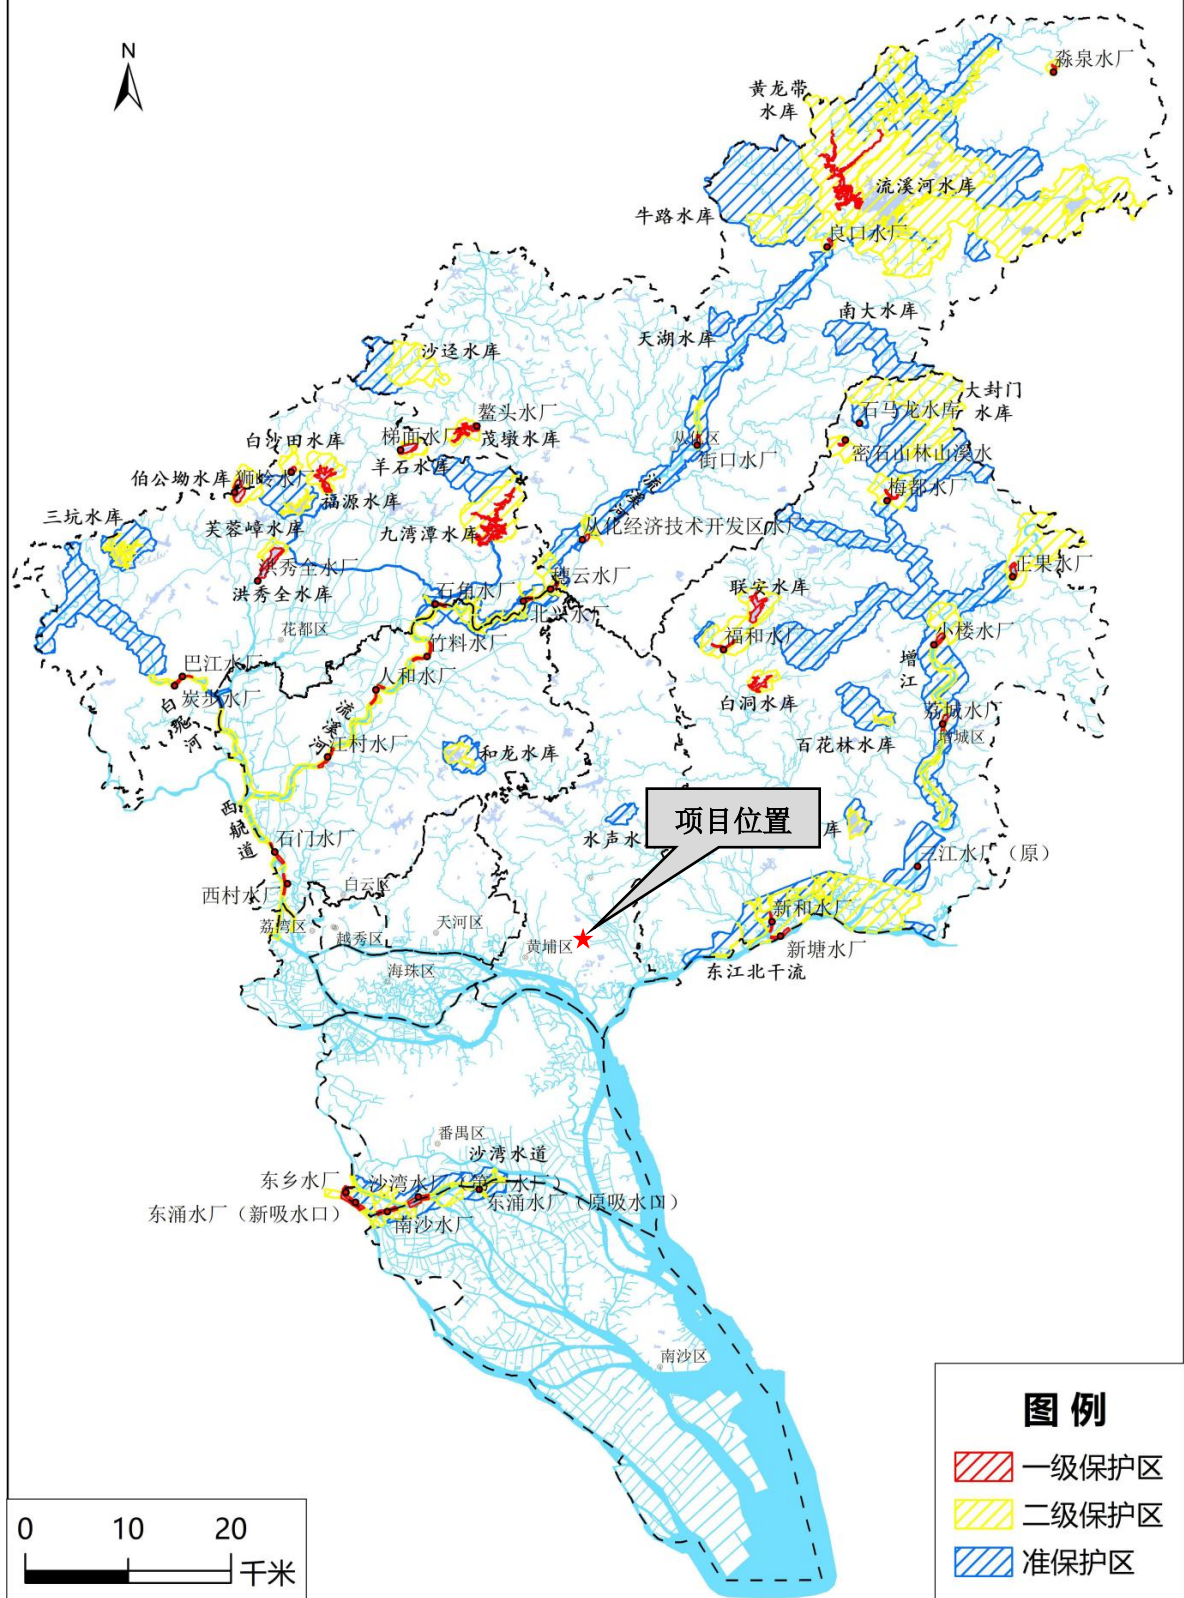 N
淼泉水厂
黄龙带
水库
流溪河水库
牛路水库
良口水厂
南大水库
天湖水库
沙迳水库
大封门
水库
石马龙水库
鳌头水厂
梯面水厂
茂墩水库
从化区
街口水厂
密石山林山溪水
白沙田水库
羊石水库
伯公坳水库
狮岭水厂
梅都水厂
福源水库
流溪河
三坑水库
芙蓉嶂水库
九湾潭水库
从化经济技术开发区水厂
洪秀全水厂
正果水厂
穗云水厂
石角水厂
联安水库
洪秀全水库
北兴水厂
花都区
福和水厂
小楼水厂
竹料水厂
巴江水厂
增江
炭步水厂
人和水厂
白洞水库
白坭河
荔城水厂
流溪河
增城区
江村水厂
百花林水库
和龙水库
西航道
项目位置
水声水
库
石门水厂
三江水厂（原）
白云区
西村水厂
新和水厂
荔湾区
越秀区
天河区
黄埔区
新塘水厂
海珠区
东江北干流
番禺区
沙湾水道
东乡水厂
沙湾水厂（第一水厂）
东涌水厂（新吸水口）
东涌水厂（原吸水口）
南沙水厂
南沙区
图例
一级保护区
二级保护区
准保护区
0 10 20
千米